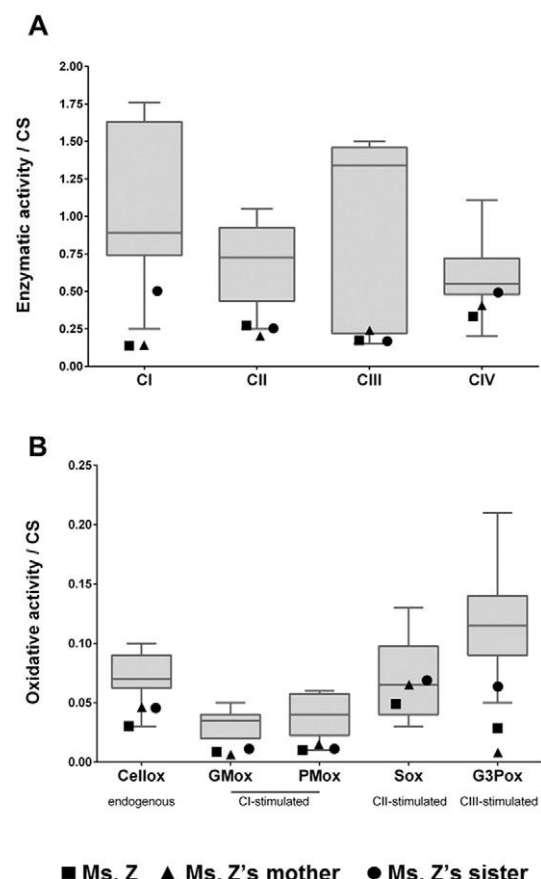 A
Enzymatic activity / CS
2.00
1.75
1.50
1.25
1.00
0.75
0.50
0.25
0.00
CI CII CIII CIV
B
Oxidative activity / CS
0.25
0.20
0.15
0.10
0.05
0.00
Cellox GMox PMox Sox G3Pox
endogenous CI-stimulated CII-stimulated CIII-stimulated
Ms. Z Ms. Z's mother Ms. Z's sister